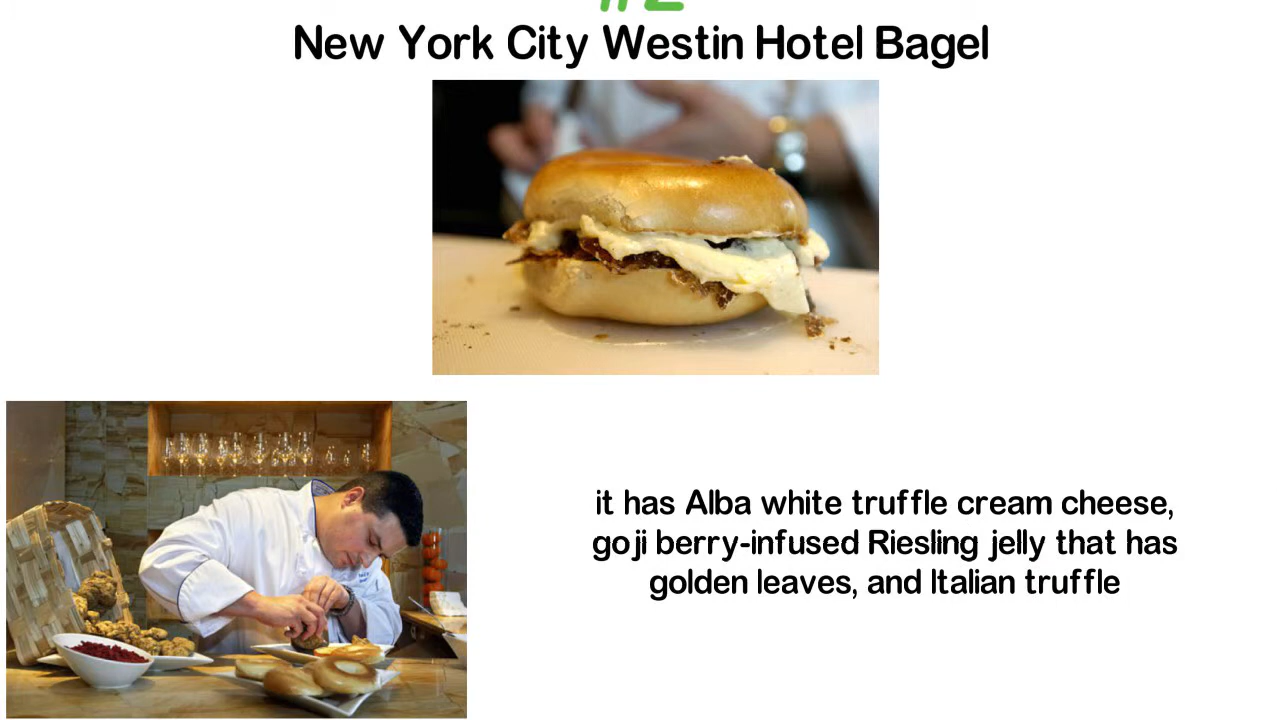 #2
New York City Westin Hotel Bagel
it has Alba white truffle cream cheese,
goji berry-infused Riesling jelly that has
golden leaves, and Italian truffle